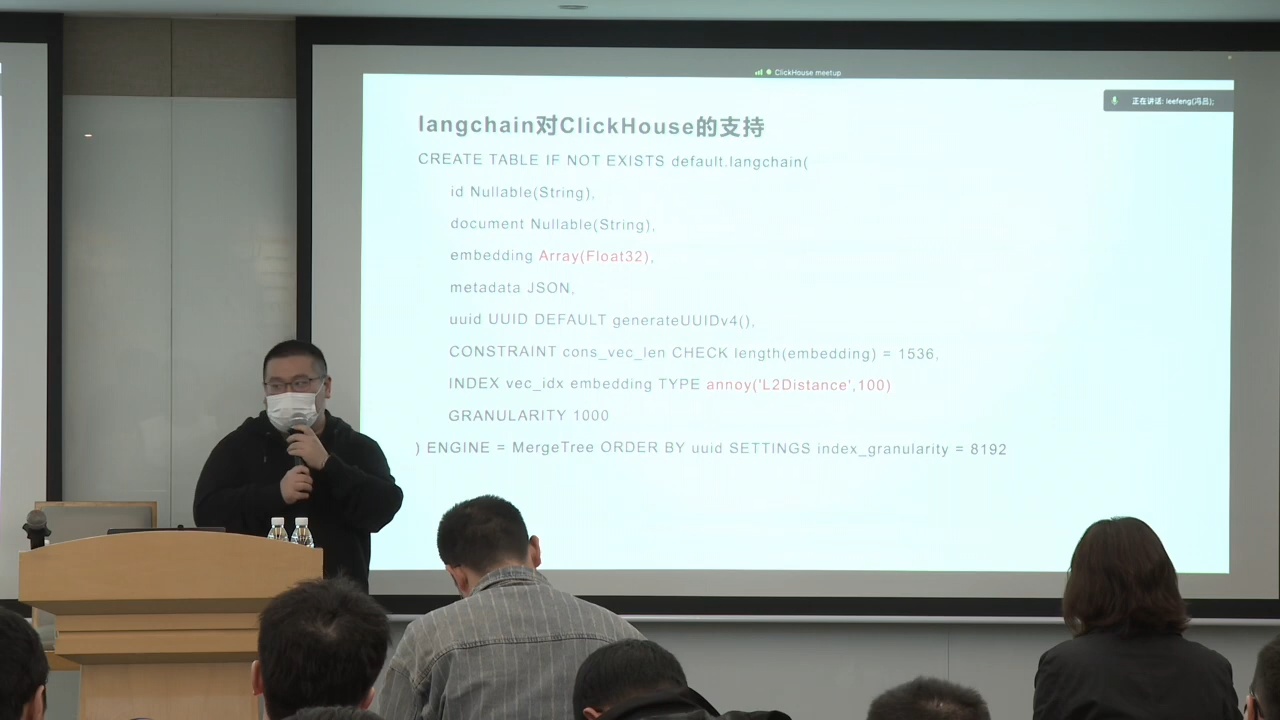 ClickHouse meetup
正在讲话: leefeng(冯吕);
langchain对ClickHouse的支持
CREATE TABLE IF NOT EXISTS default.langchain(
id Nullable(String),
document Nullable(String),
embedding Array(Float32),
metadata JSON,
uuid UUID DEFAULT generateUUIDv4(),
CONSTRAINT cons_vec_len CHECK length(embedding) = 1536,
INDEX vec_idx embedding TYPE annoy('L2Distance',100)
GRANULARITY 1000
) ENGINE = MergeTree ORDER BY uuid SETTINGS index_granularity = 8192